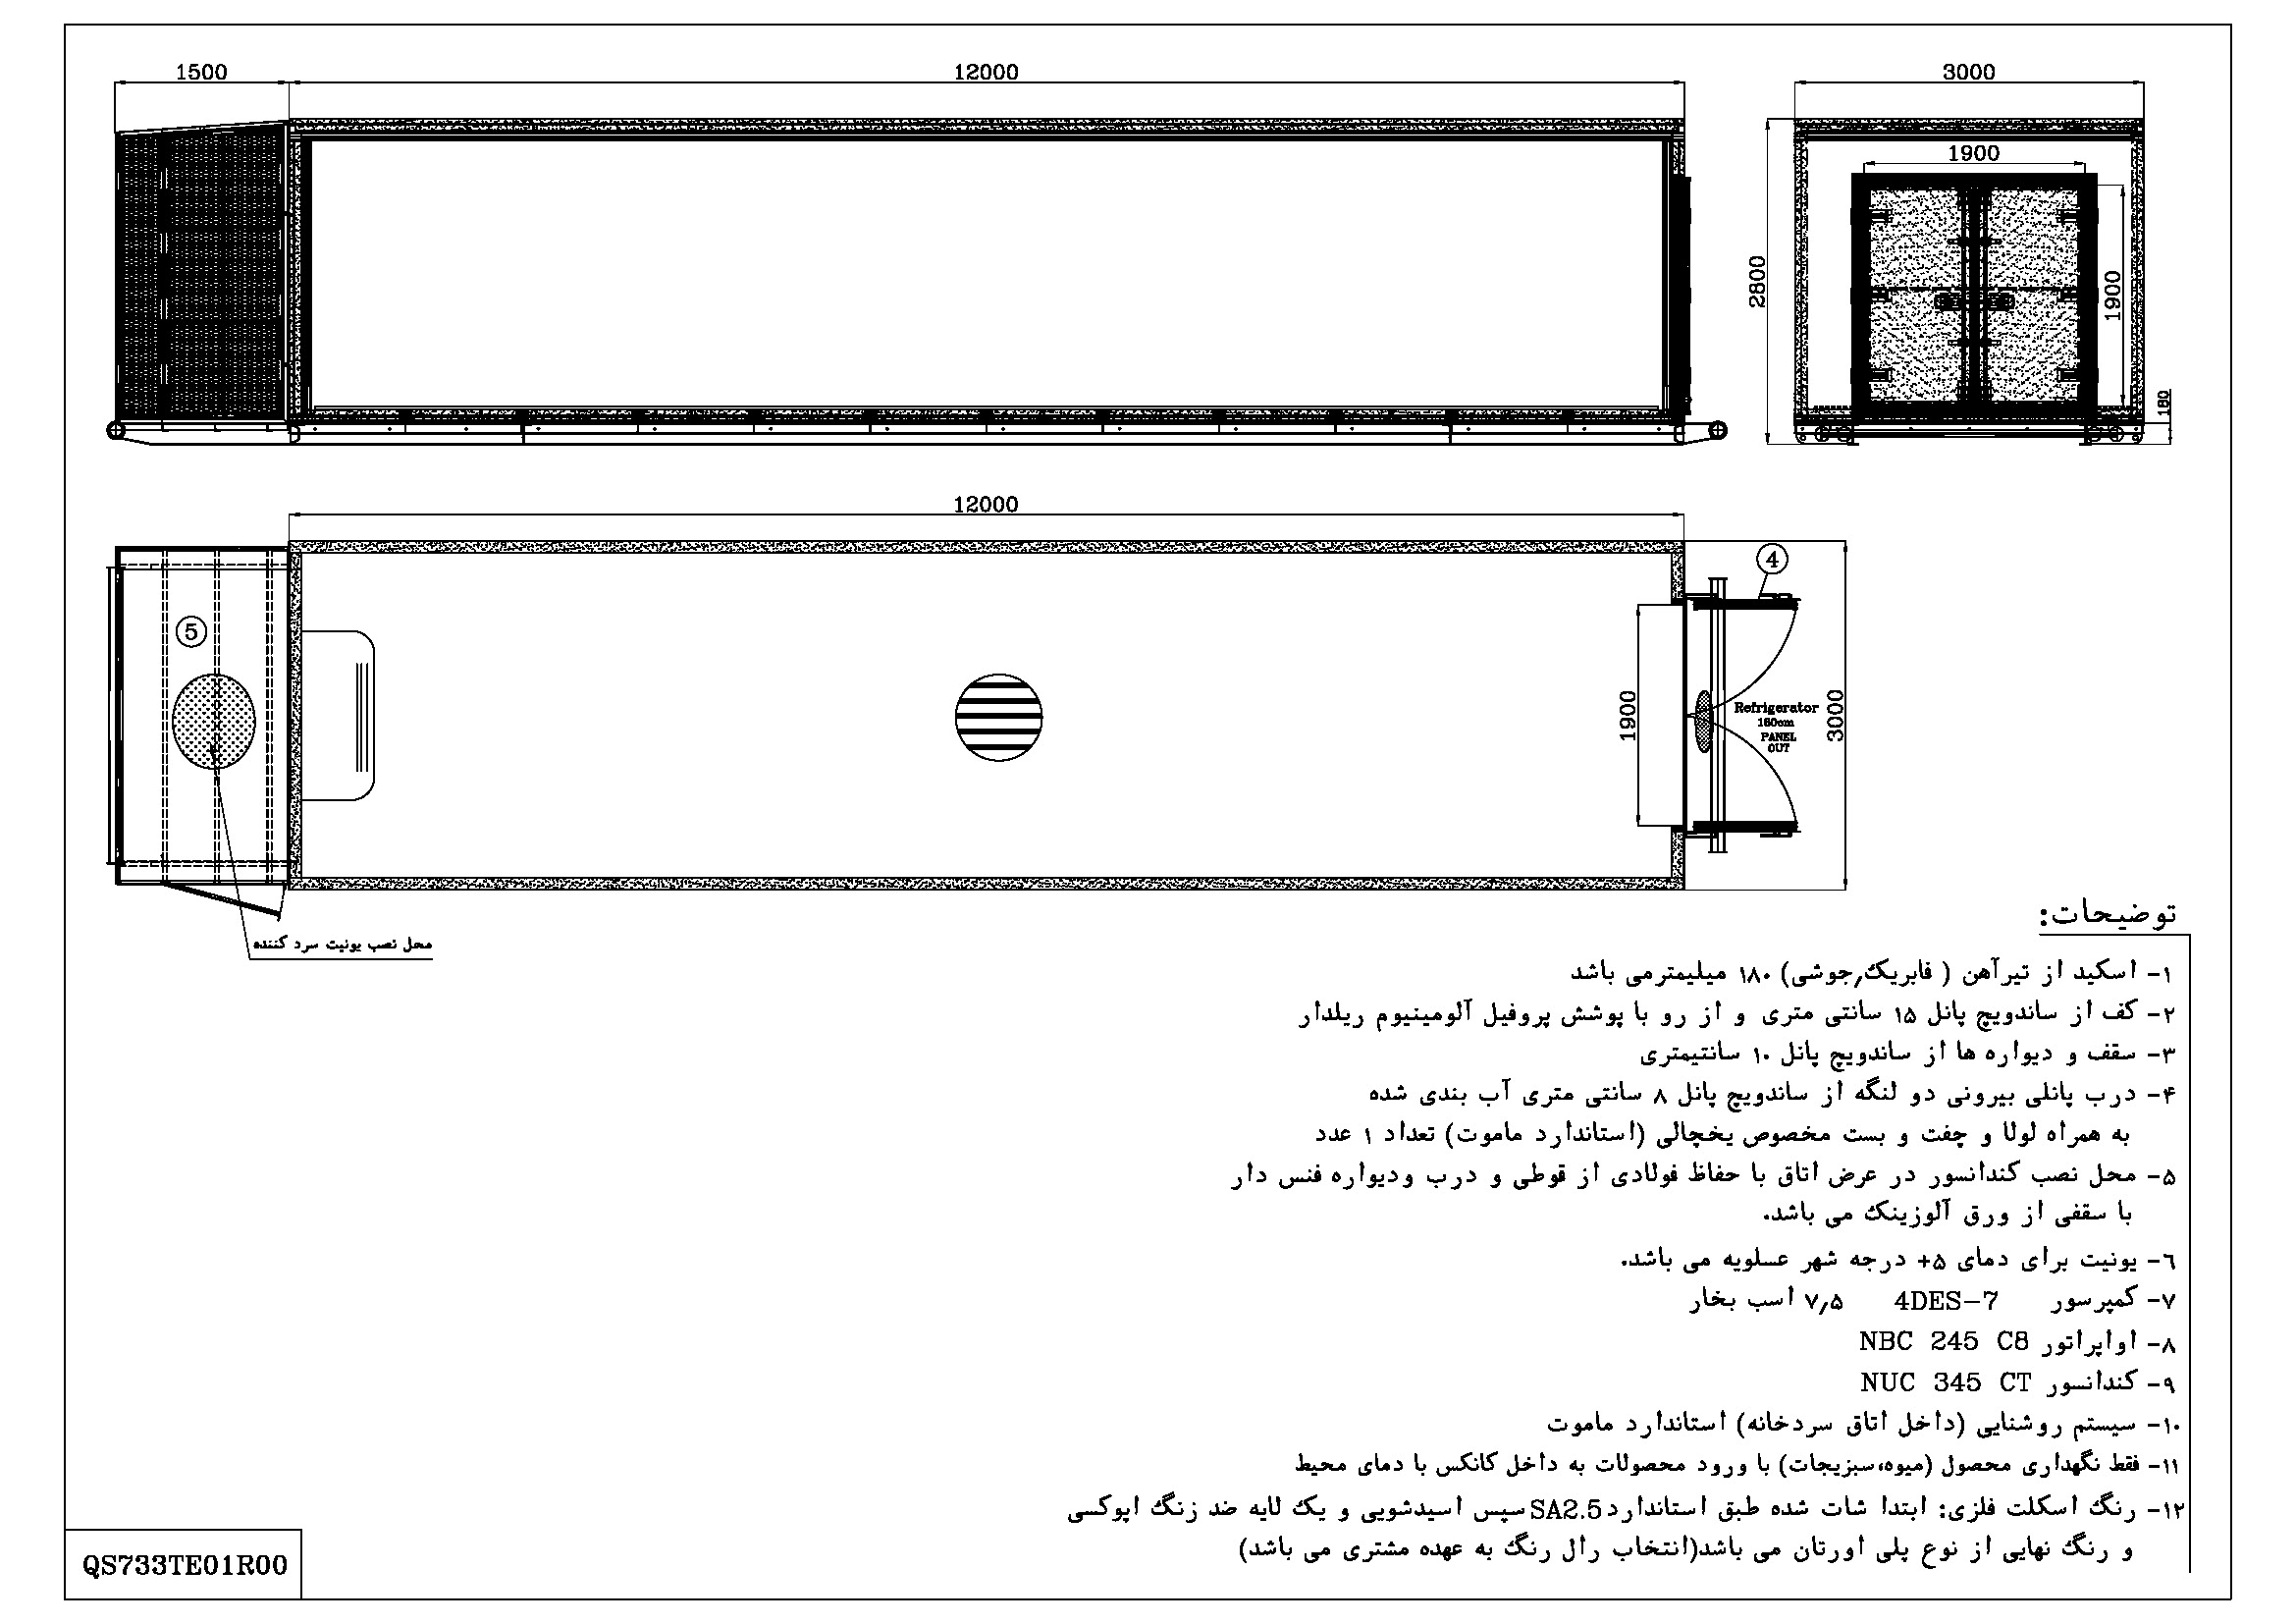 1500
12000
3000
1900
2800
1900
180
12000
4
5
1900
3000
Refrigerator
180cm
PANEL
OUT
محل نصب یونیت سرد کننده
توضیحات:
۱- اسکید از تیرآهن ( فابریک,جوشی) ۱۸۰ میلیمترمی باشد
۲- کف از ساندویچ پانل ۱۵ سانتی متری و از رو با پوشش پروفیل آلومینیوم ریلدار
۳- سقف و دیواره ها از ساندویچ پانل ۱۰ سانتیمتری
۴- درب پانلی بیرونی دو لنگه از ساندویچ پانل ۸ سانتی متری آب بندی شده
به همراه لولا و چفت و بست مخصوص یخچالی (استاندارد ماموت) تعداد ۱ عدد
۵- محل نصب کندانسور در عرض اتاق با حفاظ فولادی از قوطی و درب ودیواره فنس دار
با سقفی از ورق آلوزینک می باشد.
٦- یونیت برای دمای ۵+ درجه شهر عسلویه می باشد.
۷- کمپرسور 4DES-7 ۷٫۵ اسب بخار
۸- اواپراتور NBC 245 C8
۹- کندانسور NUC 345 CT
۱۰- سیستم روشنایی (داخل اتاق سردخانه) استاندارد ماموت
۱۱- فقط نگهداری محصول (میوه،سبزیجات) با ورود محصولات به داخل کانکس با دمای محیط
۱۲- رنگ اسکلت فلزی: ابتدا شات شده طبق استاندارد SA2.5 سپس اسیدشویی و یک لایه ضد زنگ اپوکسی
و رنگ نهایی از نوع پلی اورتان می باشد(انتخاب رال رنگ به عهده مشتری می باشد)
QS733TE01R00